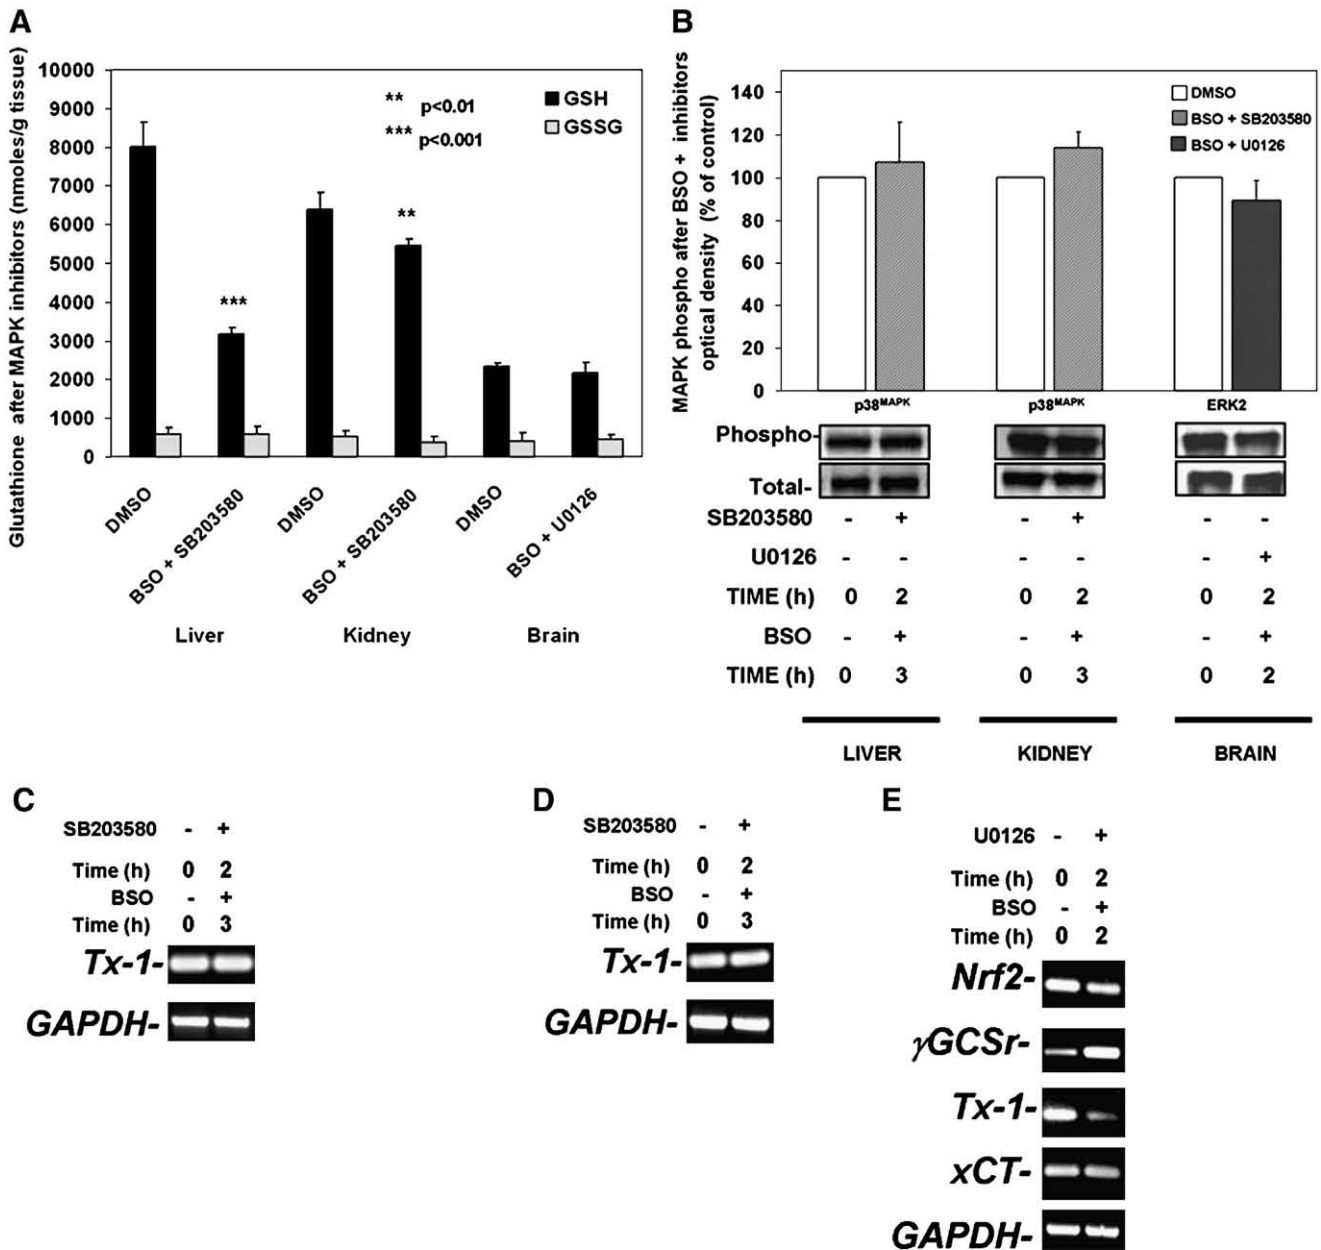 A
Glutathione after MAPK inhibitors (nmoles/g tissue)
10000
9000
8000
7000
6000
5000
4000
3000
2000
1000
0
** p<0.01
*** p<0.001
GSH
GSSG
***
**
DMSO
BSO + SB203580
DMSO
BSO + SB203580
DMSO
BSO + U0126
Liver Kidney Brain
B
MAPK phospho after BSO + inhibitors
optical density (% of control)
140
120
100
80
60
40
20
0
DMSO
BSO + SB203580
BSO + U0126
p38MAPK p38MAPK ERK2
Phospho-
Total-
SB203580 - + - + - -
U0126 - - - - - +
TIME (h) 0 2 0 2 0 2
BSO - + - + - +
TIME (h) 0 3 0 3 0 2
LIVER KIDNEY BRAIN
C
SB203580 - +
Time (h) 0 2
BSO - +
Time (h) 0 3
Tx-1-
GAPDH-
D
SB203580 - +
Time (h) 0 2
BSO - +
Time (h) 0 3
Tx-1-
GAPDH-
E
U0126 - +
Time (h) 0 2
BSO - +
Time (h) 0 2
Nrf2-
γGCSr-
Tx-1-
xCT-
GAPDH-